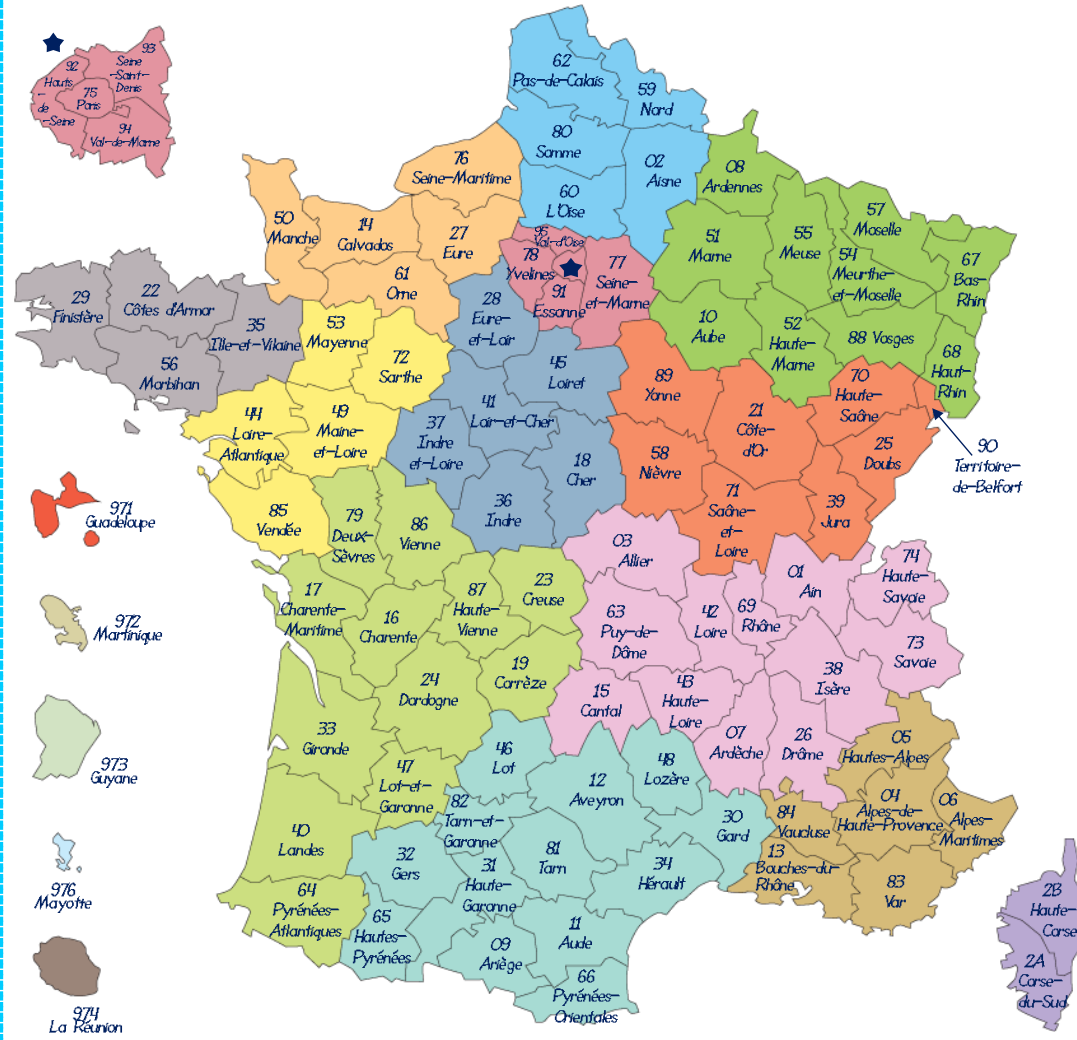 93
Seine
-Saint-
Denis
92
Hauts
-
de
-Seine
75
Paris
94
Val-de-Marne
62
Pas-de-Calais
59
Nord
80
Somme
02
Aisne
60
L'Oise
76
Seine-Maritime
27
Eure
14
Calvados
50
Manche
61
Orne
95
Val-d'Oise
78
Yvelines
91
Essonne
77
Seine-
et-Marne
08
Ardennes
51
Marne
55
Meuse
54
Meurthe-
et-Moselle
57
Moselle
67
Bas-
Rhin
10
Aube
52
Haute-
Marne
88 Vosges
68
Haut-
Rhin
29
Finistère
22
Côtes d'Armor
35
Ille-et-Vilaine
56
Morbihan
53
Mayenne
72
Sarthe
44
Loire-
Atlantique
49
Maine-
et-Loire
85
Vendée
28
Eure-
et-Loir
45
Loiret
41
Loir-et-Cher
37
Indre
et-Loire
18
Cher
36
Indre
89
Yonne
21
Côte-
d'Or
58
Nièvre
71
Saône-
et-
Loire
70
Haute-
Saône
25
Doubs
39
Jura
90
Territoire-
de-Belfort
79
Deux-
Sèvres
86
Vienne
17
Charente-
Maritime
16
Charente
87
Haute-
Vienne
23
Creuse
19
Corrèze
24
Dordogne
33
Gironde
47
Lot-et-
Garonne
40
Landes
64
Pyrénées-
Atlantiques
03
Allier
63
Puy-de-
Dôme
42
Loire
69
Rhône
01
Ain
74
Haute-
Savoie
73
Savoie
38
Isère
15
Cantal
43
Haute-
Loire
07
Ardèche
26
Drôme
46
Lot
12
Aveyron
48
Lozère
82
Tarn-et-
Garonne
30
Gard
32
Gers
31
Haute-
Garonne
81
Tarn
34
Hérault
65
Hautes-
Pyrénées
09
Ariège
11
Aude
66
Pyrénées-
Orientales
05
Hautes-Alpes
04
Alpes-de-
Haute-Provence
06
Alpes-
Maritimes
84
Vaucluse
13
Bouches-du-
Rhône
83
Var
2B
Haute-
Corse
2A
Corse-
du-Sud
971
Guadeloupe
972
Martinique
973
Guyane
976
Mayotte
974
La Réunion